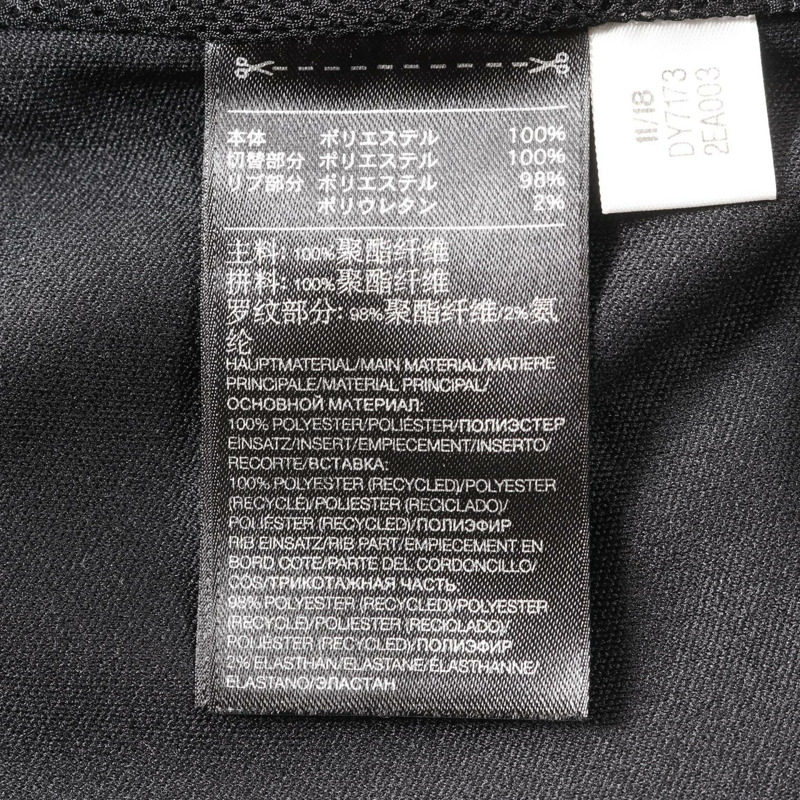 本体 ポリエステル 100%
切替部分 ポリエステル 100%
リブ部分 ポリエステル 98%
ポリウレタン 2%
主料: 100%聚酯纤维
拼料: 100%聚酯纤维
罗纹部分: 98%聚酯纤维/2%氨
纶
HAUPTMATERIAL/MAIN MATERIAL/MATIERE
PRINCIPALE/MATERIAL PRINCIPAL/
ОСНОВНОЙ МАТЕРИАЛ:
100% POLYESTER/POLIÉSTER/ПОЛИЭСТЕР
EINSATZ/INSERT/EMPIECEMENT/INSERTO/
RECORTE/ВСТАВКА:
100% POLYESTER (RECYCLED)/POLYESTER
(RECYCLÉ)/POLIESTER (RECICLADO)/
POLIÉSTER (RECYCLED)/ПОЛИЭФИР
RIB EINSATZ/RIB PART/EMPIECEMENT EN
BORD COTE/PARTE DEL CORDONCILLO/
COS/ТРИКОТАЖНАЯ ЧАСТЬ
98% POLYESTER (RECYCLED)/POLYESTER
(RECYCLÉ)/POLIESTER (RECICLADO)/
POLIÉSTER (RECYCLED)/ПОЛИЭФИР
2% ELASTHAN/ELASTANE/ÉLASTHANNE/
ELASTANO/ЭЛАСТАН
11/18
DY7173
2EA003